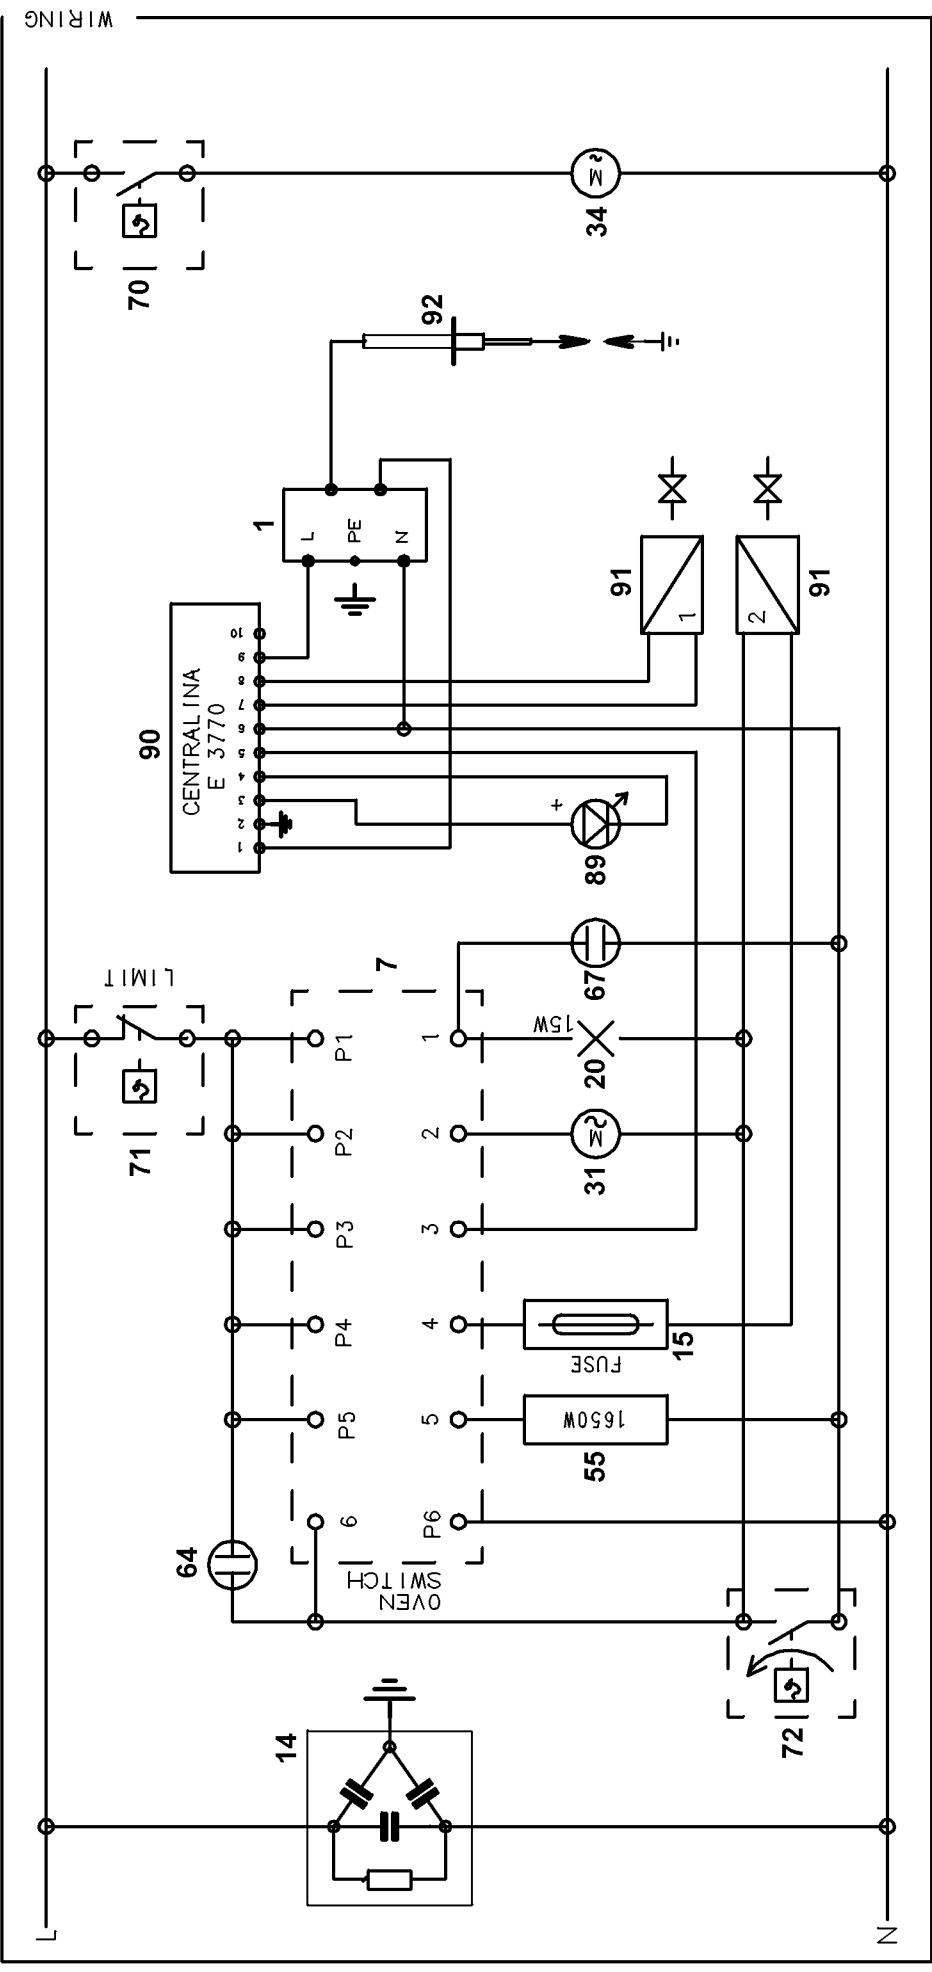 WIRING
L
70
34
92
1
L
PE
N
91
1
91
2
90
CENTRALINA
E 3770
10
9
8
7
6
5
4
3
2
1
+
89
67
LIMIT
71
7
P1
P2
P3
P4
P5
6
1
2
3
4
5
P6
OVEN
SWITCH
15W
20
M
31
M
FUSE
15
1650W
55
64
14
72
N